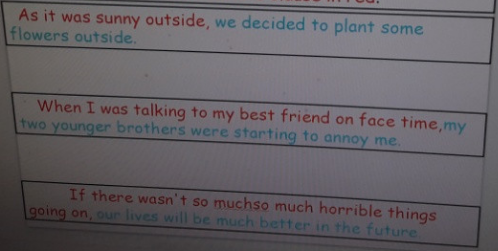 As it was sunny outside, we decided to plant some
flowers outside.
When I was talking to my best friend on face time,my
two younger brothers were starting to annoy me.
If there wasn't so muchso much horrible things
going on, our lives will be much better in the future.